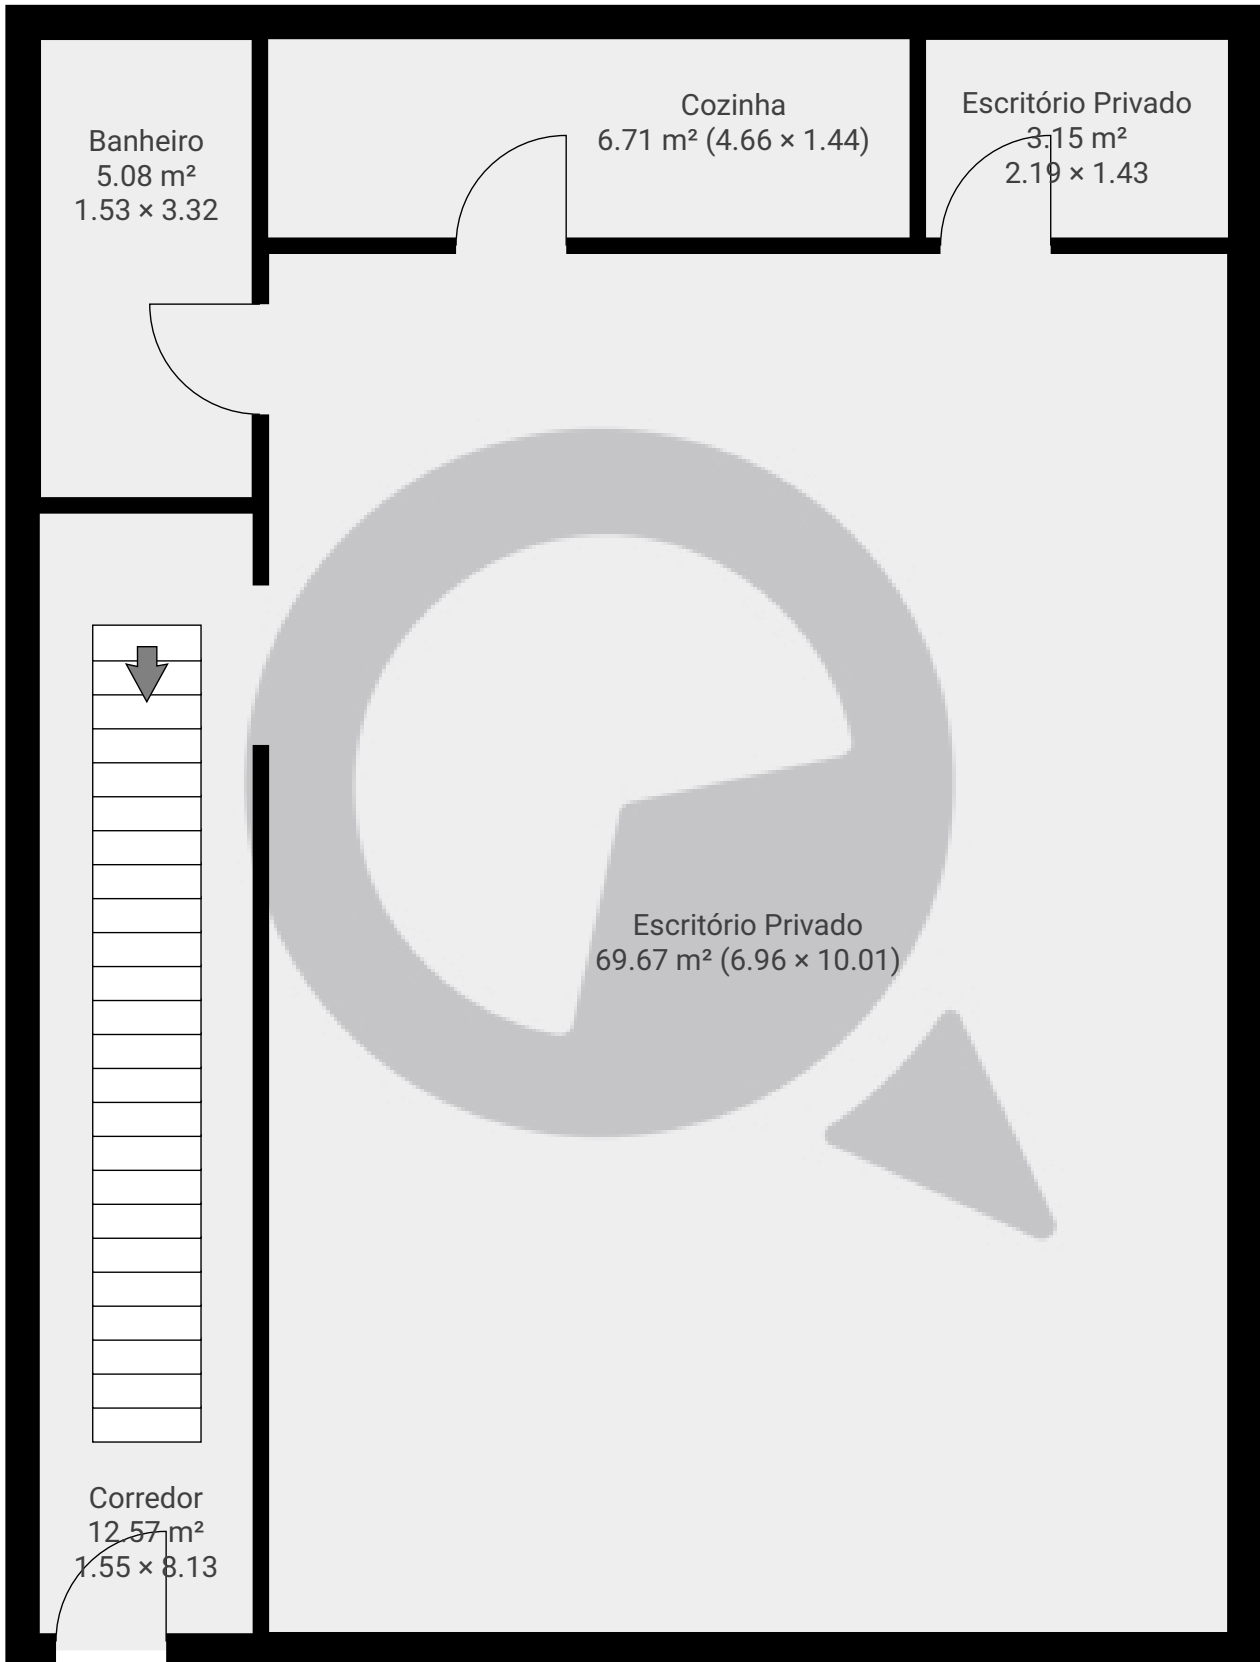 Banheiro
5.08 m²
1.53 × 3.32
Cozinha
6.71 m² (4.66 × 1.44)
Escritório Privado
3.15 m²
2.19 × 1.43
Escritório Privado
69.67 m² (6.96 × 10.01)
Corredor
12.57 m²
1.55 × 8.13